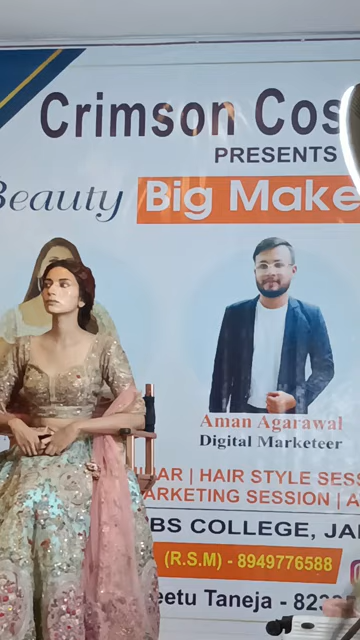 Crimson Cos
PRESENTS
Beauty Big Make
Aman Agarawal
Digital Marketeer
AR | HAIR STYLE SESS
ARKETING SESSION | A
BS COLLEGE, JAI
(R.S.M) - 8949776588
eetu Taneja - 823